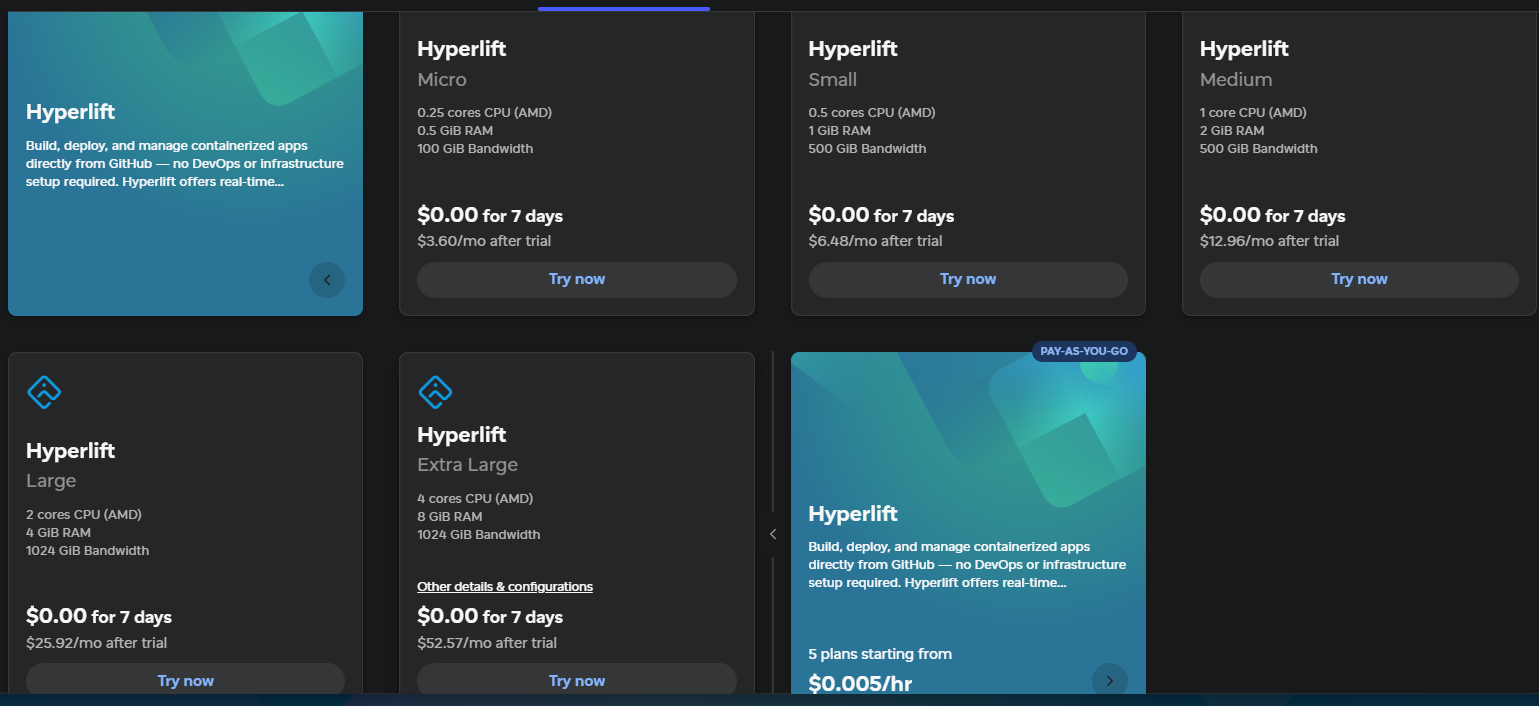 Hyperlift
Build, deploy, and manage containerized apps
directly from GitHub — no DevOps or infrastructure
setup required. Hyperlift offers real-time...
Hyperlift
Micro
0.25 cores CPU (AMD)
0.5 GiB RAM
100 GiB Bandwidth
$0.00 for 7 days
$3.60/mo after trial
Try now
Hyperlift
Small
0.5 cores CPU (AMD)
1 GiB RAM
500 GiB Bandwidth
$0.00 for 7 days
$6.48/mo after trial
Try now
Hyperlift
Medium
1 core CPU (AMD)
2 GiB RAM
500 GiB Bandwidth
$0.00 for 7 days
$12.96/mo after trial
Try now
Hyperlift
Large
2 cores CPU (AMD)
4 GiB RAM
1024 GiB Bandwidth
$0.00 for 7 days
$25.92/mo after trial
Try now
Hyperlift
Extra Large
4 cores CPU (AMD)
8 GiB RAM
1024 GiB Bandwidth
Other details & configurations
$0.00 for 7 days
$52.57/mo after trial
Try now
PAY-AS-YOU-GO
Hyperlift
Build, deploy, and manage containerized apps
directly from GitHub — no DevOps or infrastructure
setup required. Hyperlift offers real-time...
5 plans starting from
$0.005/hr